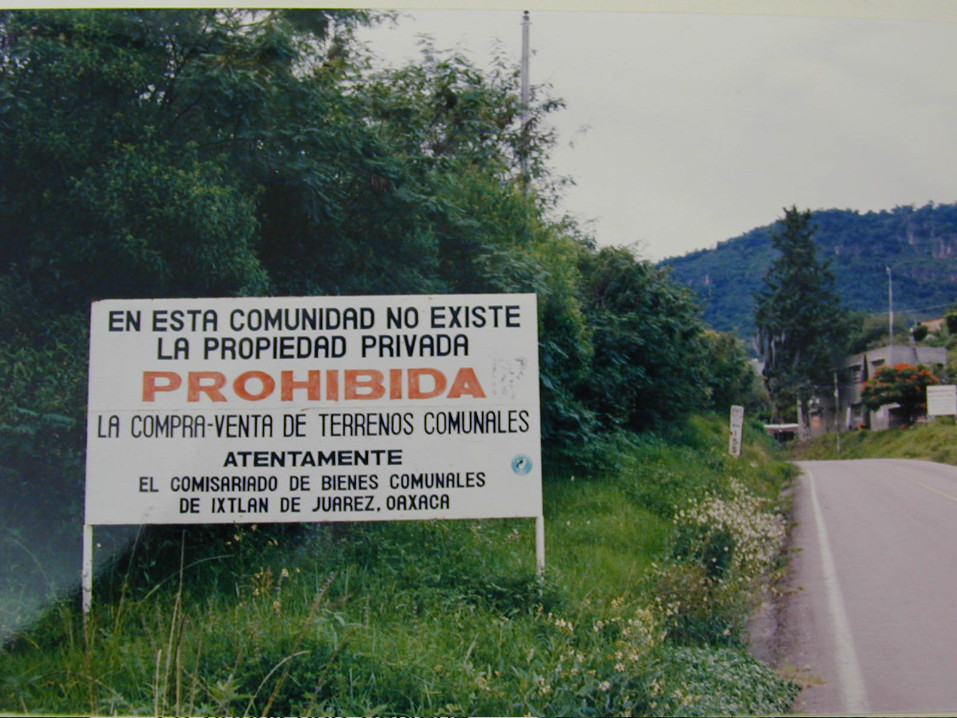 EN ESTA COMUNIDAD NO EXISTE
LA PROPIEDAD PRIVADA
PROHIBIDA
LA COMPRA-VENTA DE TERRENOS COMUNALES
ATENTAMENTE
EL COMISARIADO DE BIENES COMUNALES
DE IXTLAN DE JUAREZ, OAXACA